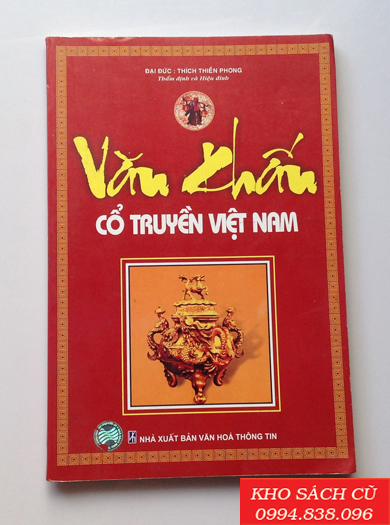 ĐẠI ĐỨC : THÍCH THIỀN PHONG
Thẩm định và Hiệu đính
Văn Khấn
CỔ TRUYỀN VIỆT NAM
NHÀ XUẤT BẢN VĂN HOÁ THÔNG TIN
KHO SÁCH CŨ
0994.838.096